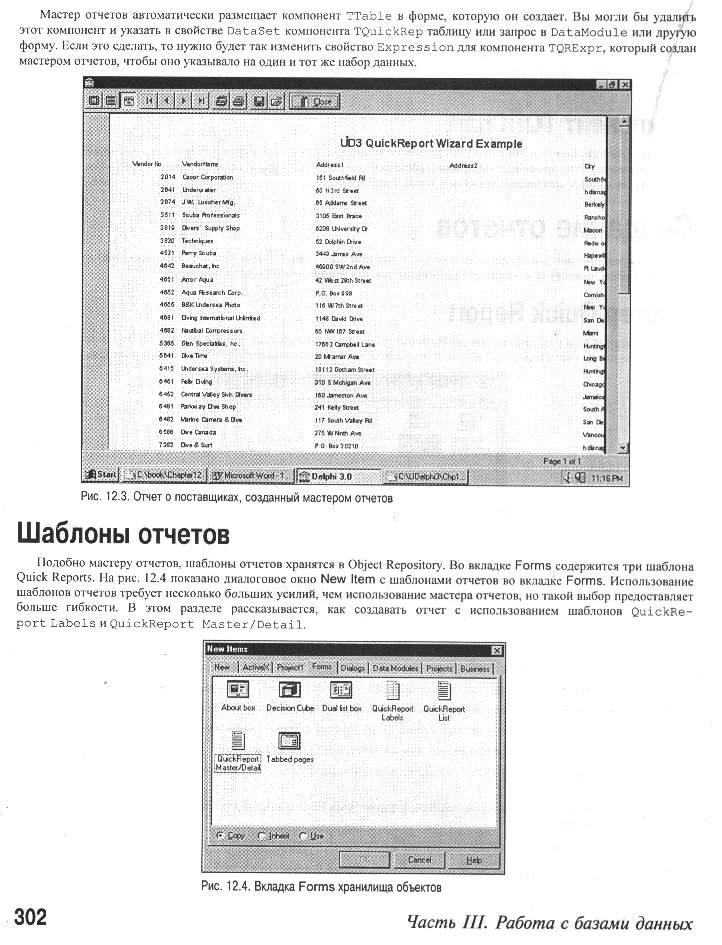 Мастер отчетов автоматически размещает компонент TTable в форме, которую он создает. Вы могли бы удалить
этот компонент и указать в свойстве DataSet компонента TQuickRep таблицу или запрос в DataModule или другую
форму. Если это сделать, то нужно будет так изменить свойство Expression для компонента TQRExpr, который создан
мастером отчетов, чтобы оно указывало на один и тот же набор данных.
Close
UD3 QuickReport Wizard Example
Vendor No VendorName Address1 Address2 City
2014 Cacor Corporation 161 Southfield Rd Southfi
2641 Underwater 50 N 3rd Street Indianap
2674 J.W. Luscher Mfg. 65 Addams Street Berkely
3511 Scuba Professionals 3105 East Brace Rancho
3819 Divers' Supply Shop 5208 University Dr Macon
3820 Techniques 52 Dolphin Drive Redw o
4521 Perry Scuba 3443 James Ave Hapevill
4642 Beauchat, Inc 45900 SW 2nd Ave Ft Laud
4651 Amor Aqua 42 West 29th Street New Yo
4652 Aqua Research Corp. P.O. Box 998 Cornish
4655 B&K Undersea Photo 116 W 7th Street New Yo
4681 Diving International Unlimited 1148 David Drive San Die
4682 Nautical Compressors 65 NW 167 Street Miami
5385 Glen Specialties, Inc. 17663 Campbell Lane Hunting
5641 Dive Time 20 Miramar Ave Long Be
6415 Undersea Systems, Inc. 18112 Gotham Street Hunting
6461 Felix Diving 310 S Michigan Ave Chicago
6462 Central Valley Skin Divers 160 Jameston Ave Jamaica
6481 Parkway Dive Shop 241 Kelly Street South A
6482 Marine Camera & Dive 117 South Valley Rd San Die
6588 Dive Canada 275 W Ninth Ave Vancou
7382 Dive & Surf P.O. Box 20210 Indianap
Page 1 of 1
Start C:\book\Chapter12 Microsoft Word - 1... Delphi 3.0 C:\UDelphi3\Chp1... 11:16 PM
Рис. 12.3. Отчет о поставщиках, созданный мастером отчетов
Шаблоны отчетов
Подобно мастеру отчетов, шаблоны отчетов хранятся в Object Repository. Во вкладке Forms содержится три шаблона
Quick Reports. На рис. 12.4 показано диалоговое окно New Item с шаблонами отчетов во вкладке Forms. Использование
шаблонов отчетов требует несколько больших усилий, чем использование мастера отчетов, но такой выбор предоставляет
больше гибкости. В этом разделе рассказывается, как создавать отчет с использованием шаблонов QuickRe-
port Labels и QuickReport Master/Detail.
New Items
New ActiveX Project1 Forms Dialogs Data Modules Projects Business
About box Decision Cube Dual list box QuickReport QuickReport
Labels List
QuickReport Tabbed pages
Master/Detail
Copy Inherit Use
OK Cancel Help
Рис. 12.4. Вкладка Forms хранилища объектов
302 Часть III. Работа с базами данных